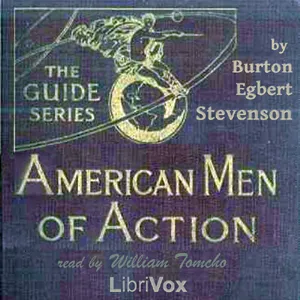 by
Burton
Egbert
Stevenson
THE
GUIDE
SERIES
AMERICAN MEN
OF ACTION
read by William Tomcho
LibriVox